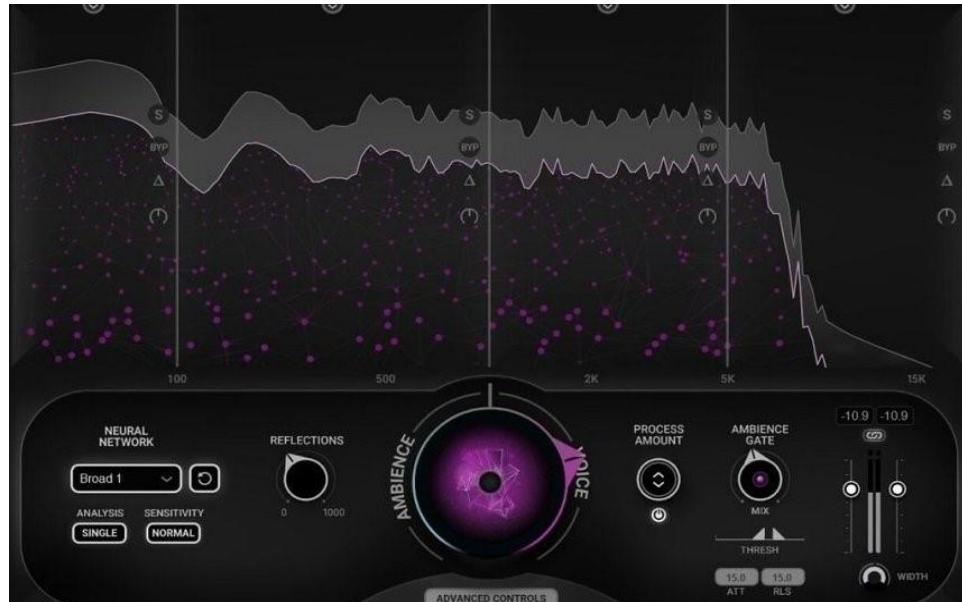 S S S S
BYP BYP BYP BYP
100 500 2K 5K 15K
NEURAL
NETWORK
Broad 1
ANALYSIS SENSITIVITY
SINGLE NORMAL
REFLECTIONS
0 1000
AMBIENCE
VOICE
PROCESS
AMOUNT
AMBIENCE
GATE
MIX
THRESH
15.0 15.0
ATT RLS
-10.9 -10.9
WIDTH
ADVANCED CONTROLS